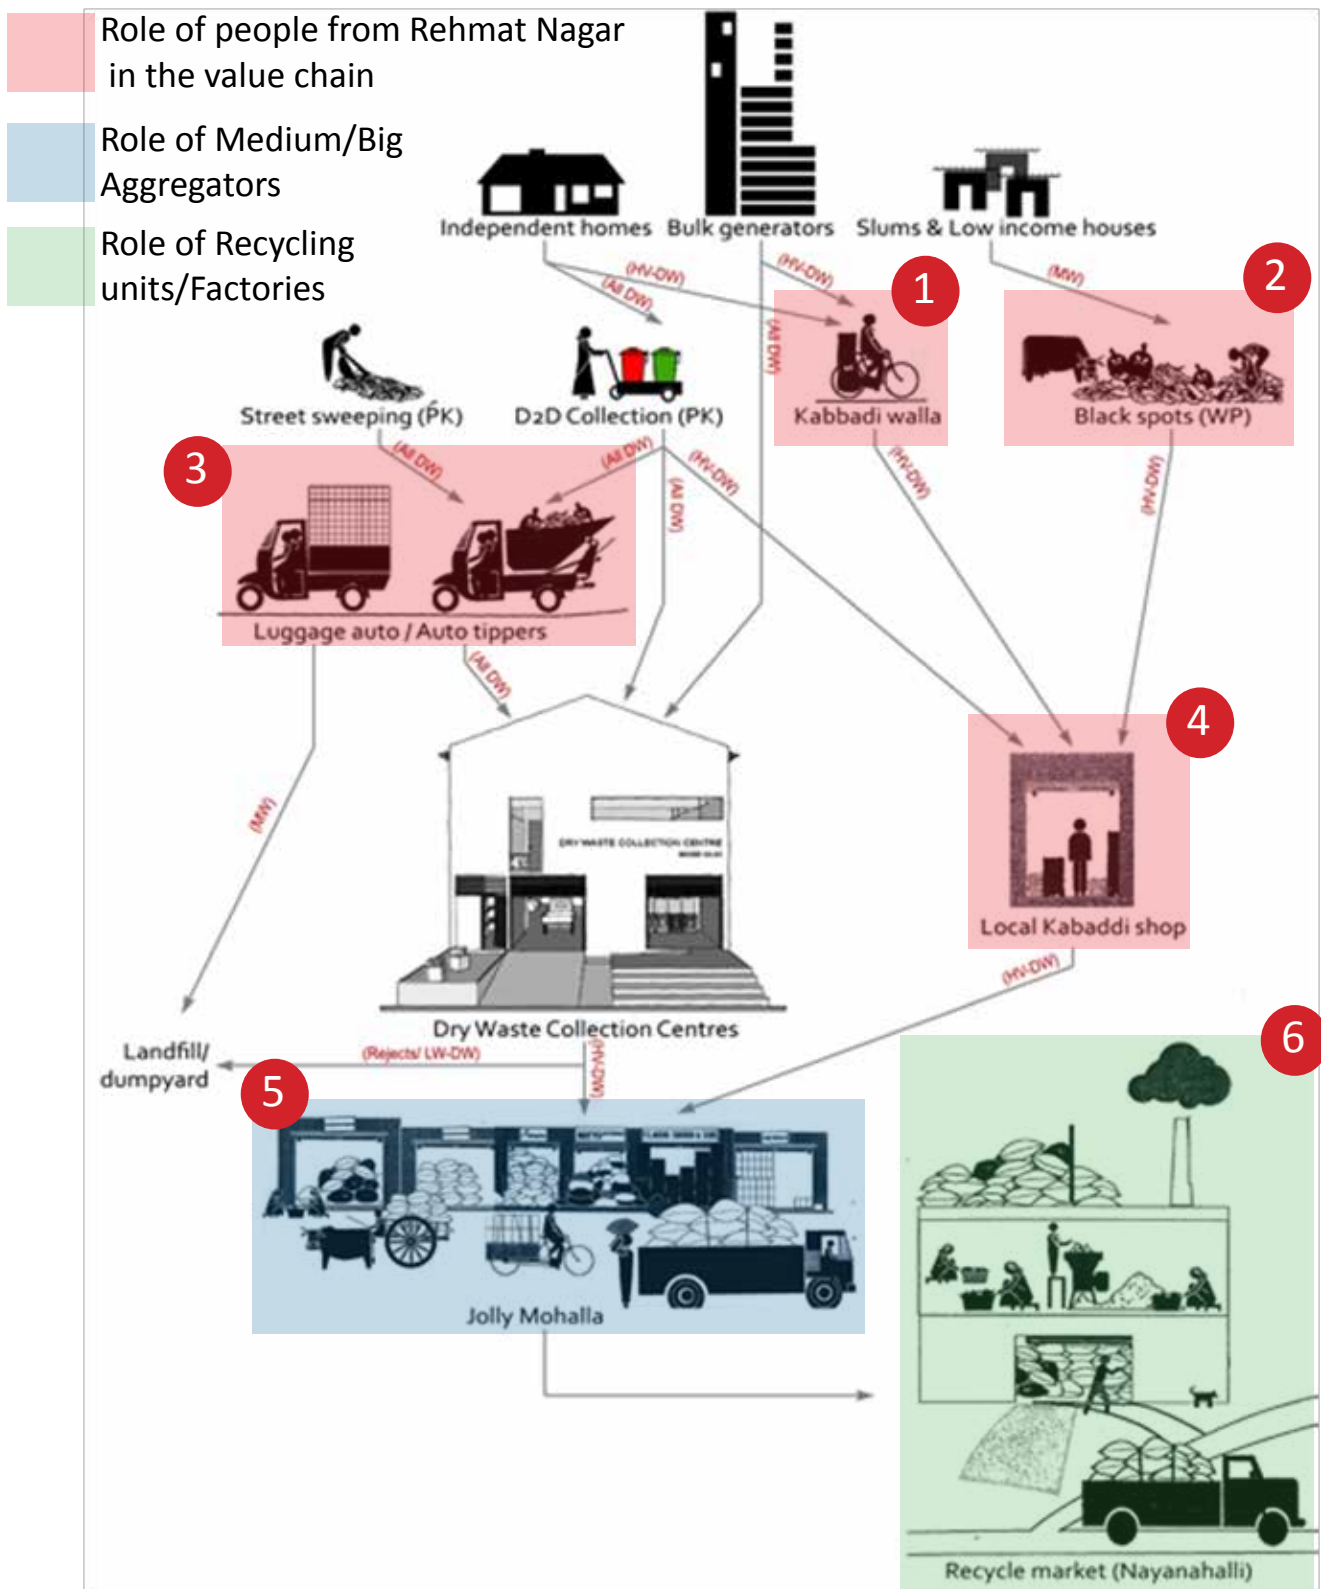 Role of people from Rehmat Nagar
in the value chain
Role of Medium/Big
Aggregators
Role of Recycling
units/Factories
Independent homes
Bulk generators
Slums & Low income houses
(HV-DW)
(All DW)
(HV-DW)
(All DW)
(MW)
1
2
Street sweeping (PK)
D2D Collection (PK)
Kabbadi walla
Black spots (WP)
3
(All DW)
(All DW)
(HV-DW)
(All DW)
(HV-DW)
(HV-DW)
Luggage auto / Auto tippers
(All DW)
(MW)
4
DRY WASTE COLLECTION CENTRE
Local Kabaddi shop
(HV-DW)
Dry Waste Collection Centres
Landfill/
dumpyard
(Rejects/ LW-DW)
(HV-DW)
5
6
Jolly Mohalla
Recycle market (Nayanahalli)